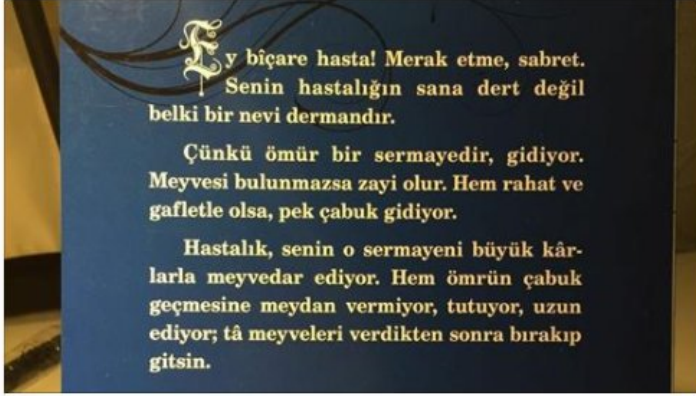 Ey bîçare hasta! Merak etme, sabret.
Senin hastalığın sana dert değil
belki bir nevi dermandır.
Çünkü ömür bir sermayedir, gidiyor.
Meyvesi bulunmazsa zayi olur. Hem rahat ve
gafletle olsa, pek çabuk gidiyor.
Hastalık, senin o sermayeni büyük kâr-
larla meyvedar ediyor. Hem ömrün çabuk
geçmesine meydan vermiyor, tutuyor, uzun
ediyor; tâ meyveleri verdikten sonra bırakıp
gitsin.